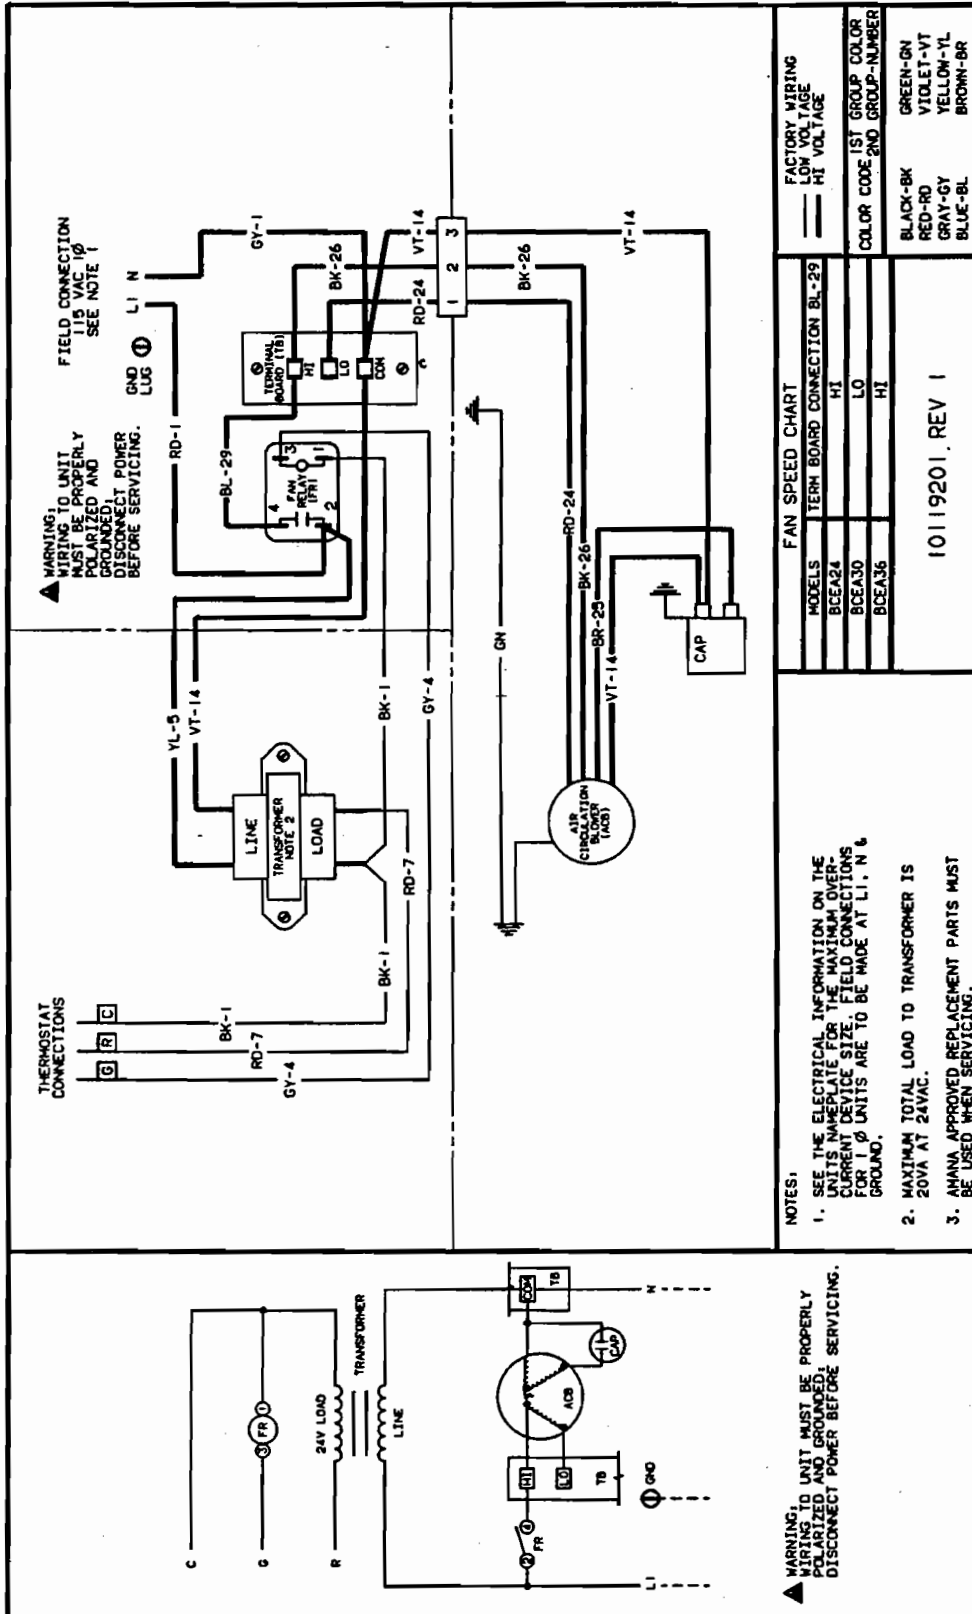 THERMOSTAT
CONNECTIONS
G
R
C
BK-1
RD-7
GY-4
BK-1
RD-7
LINE
TRANSFORMER
NOTE 2
LOAD
YL-5
VT-14
BK-1
GY-4
WARNING:
WIRING TO UNIT
MUST BE PROPERLY
POLARIZED AND
GROUNDED;
DISCONNECT POWER
BEFORE SERVICING.
FIELD CONNECTION
115 VAC 1Ø
SEE NOTE 1
GND
LUG
L1
N
RD-1
GY-1
BL-29
4
3
FAN
RELAY
(FR)
2
1
TERMINAL
BOARD (TB)
HI
LO
COM
BK-26
VT-14
RD-24
1
2
3
BK-26
VT-14
GN
RD-24
BK-26
BR-25
VT-14
AIR
CIRCULATION
BLOWER
(ACB)
CAP
NOTES:
1. SEE THE ELECTRICAL INFORMATION ON THE
UNITS NAMEPLATE FOR THE MAXIMUM OVER-
CURRENT DEVICE SIZE. FIELD CONNECTIONS
FOR 1 Ø UNITS ARE TO BE MADE AT L1, N &
GROUND.
2. MAXIMUM TOTAL LOAD TO TRANSFORMER IS
20VA AT 24VAC.
3. AMANA APPROVED REPLACEMENT PARTS MUST
BE USED WHEN SERVICING.
FAN SPEED CHART
MODELS TERM BOARD CONNECTION BL-29
BCEA24 HI
BCEA30 LO
BCEA36 HI
10119201 REV 1
FACTORY WIRING
LOW VOLTAGE
HI VOLTAGE
COLOR CODE 1ST GROUP COLOR
2ND GROUP-NUMBER
BLACK-BK GREEN-GN
RED-RD VIOLET-VT
GRAY-GY YELLOW-YL
BLUE-BL BROWN-BR
C
G
R
3
FR
1
24V LOAD
TRANSFORMER
LINE
2
4
FR
HI
LO
TB
ACB
CAP
COM
TB
L1
GND
N
WARNING:
WIRING TO UNIT MUST BE PROPERLY
POLARIZED AND GROUNDED;
DISCONNECT POWER BEFORE SERVICING.